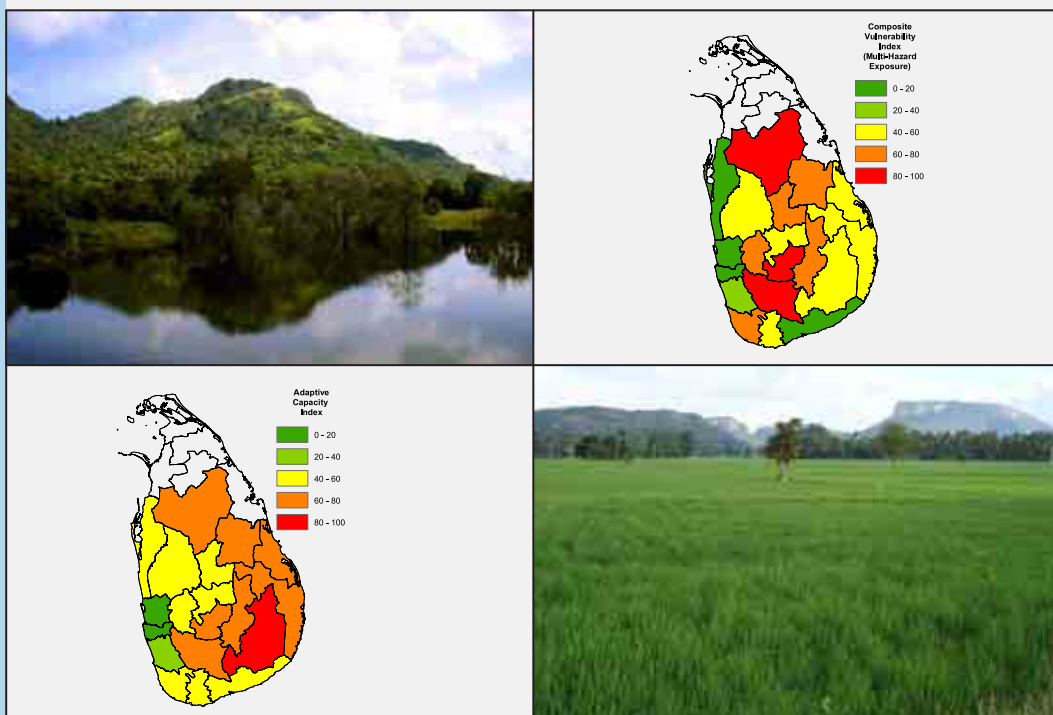 Composite
Vulnerability
Index
(Multi-Hazard
Exposure)
0 - 20
20 - 40
40 - 60
60 - 80
80 - 100
Adaptive
Capacity
Index
0 - 20
20 - 40
40 - 60
60 - 80
80 - 100